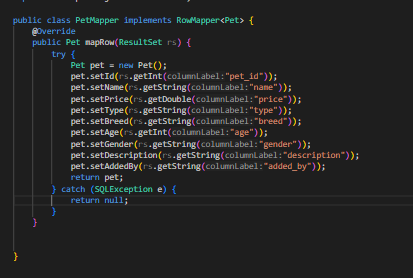 public class PetMapper implements RowMapper<Pet> {
@Override
public Pet mapRow(ResultSet rs) {
try {
Pet pet = new Pet();
pet.setId(rs.getInt(columnLabel:"pet_id"));
pet.setName(rs.getString(columnLabel:"name"));
pet.setPrice(rs.getDouble(columnLabel:"price"));
pet.setType(rs.getString(columnLabel:"type"));
pet.setBreed(rs.getString(columnLabel:"breed"));
pet.setAge(rs.getInt(columnLabel:"age"));
pet.setGender(rs.getString(columnLabel:"gender"));
pet.setDescription(rs.getString(columnLabel:"description"));
pet.setAddedBy(rs.getString(columnLabel:"added_by"));
return pet;
} catch (SQLException e) {
return null;
}
}
}